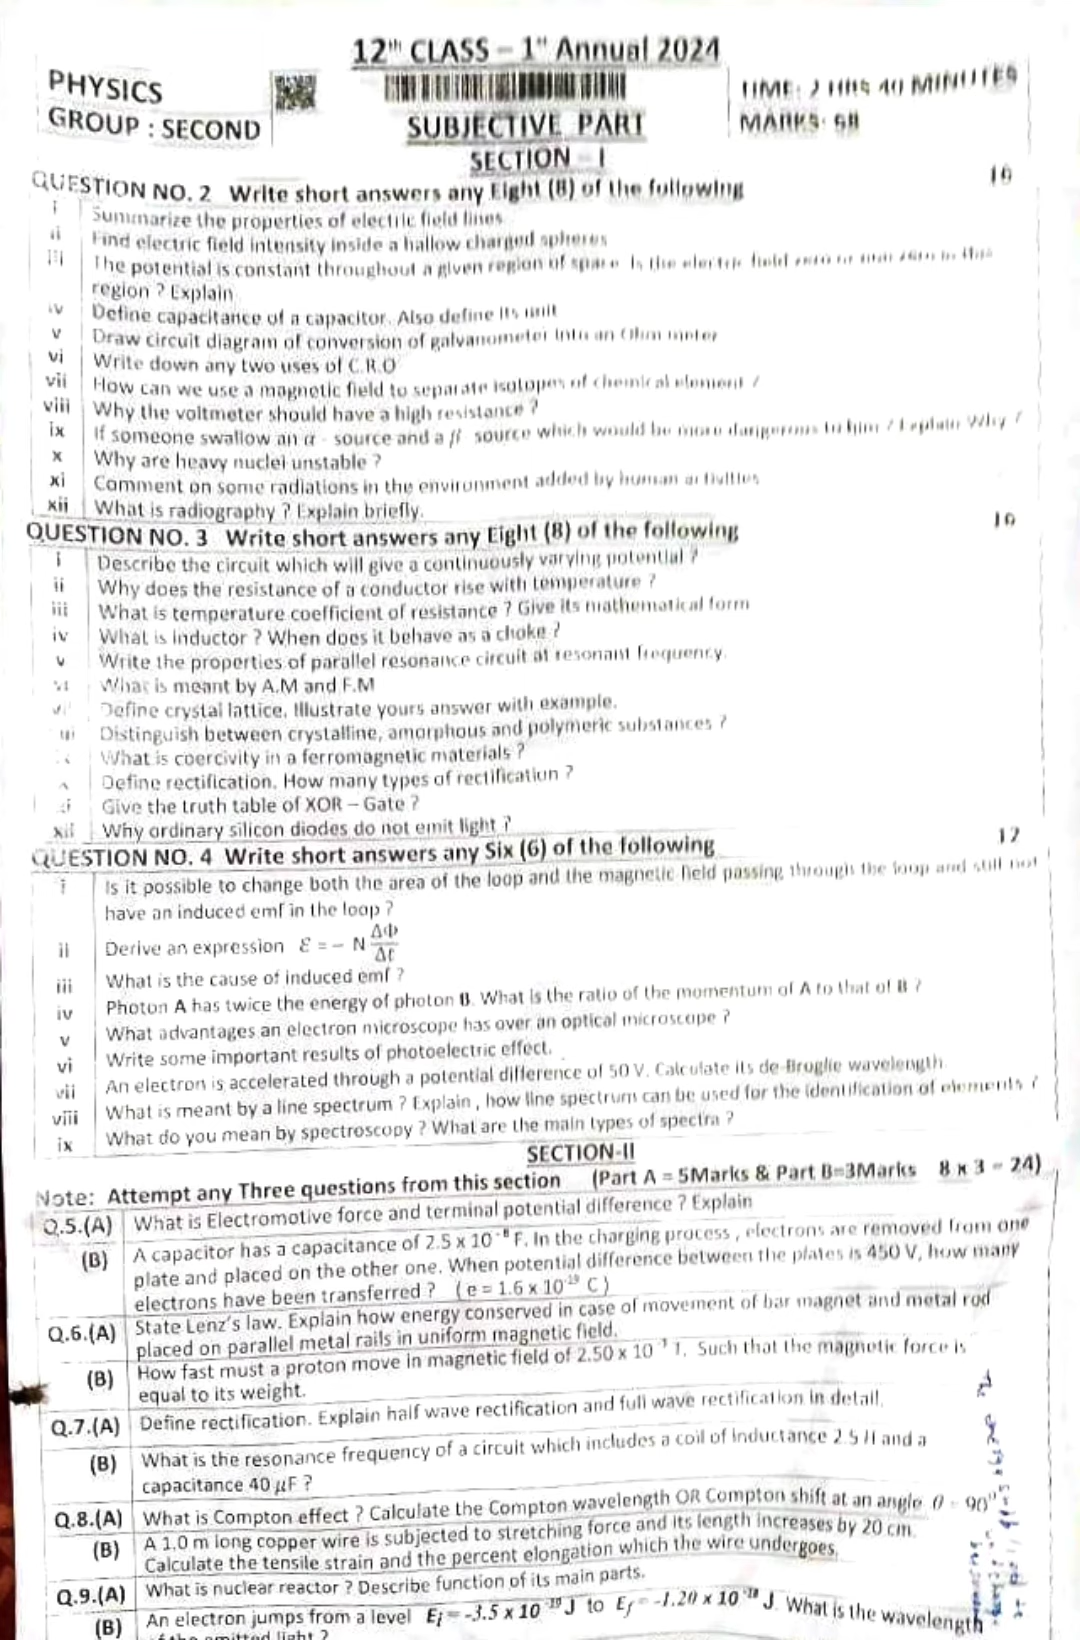 12th CLASS – 1st Annual 2024
PHYSICS
GROUP : SECOND
TIME: 2 HRS 40 MINUTES
MARKS: 68
SUBJECTIVE PART
SECTION - I
QUESTION NO. 2 Write short answers any Eight (8) of the following 16
i Summarize the properties of electric field lines
ii Find electric field intensity inside a hallow charged spheres
iii The potential is constant throughout a given region of space. Is the electric field zero or non zero in this
region ? Explain
iv Define capacitance of a capacitor. Also define its unit
v Draw circuit diagram of conversion of galvanometer into an Ohm meter
vi Write down any two uses of C.R.O
vii How can we use a magnetic field to separate isotopes of chemical element ?
viii Why the voltmeter should have a high resistance ?
ix If someone swallow an α - source and a β source which would be more dangerous to him ? Explain Why ?
x Why are heavy nuclei unstable ?
xi Comment on some radiations in the environment added by human activities
xii What is radiography ? Explain briefly.
QUESTION NO. 3 Write short answers any Eight (8) of the following 16
i Describe the circuit which will give a continuously varying potential ?
ii Why does the resistance of a conductor rise with temperature ?
iii What is temperature coefficient of resistance ? Give its mathematical form
iv What is inductor ? When does it behave as a choke ?
v Write the properties of parallel resonance circuit at resonant frequency.
vi What is meant by A.M and F.M
vii Define crystal lattice. Illustrate yours answer with example.
viii Distinguish between crystalline, amorphous and polymeric substances ?
What is coercivity in a ferromagnetic materials ?
Define rectification. How many types of rectification ?
xi Give the truth table of XOR – Gate ?
xii Why ordinary silicon diodes do not emit light ?
QUESTION NO. 4 Write short answers any Six (6) of the following 12
i Is it possible to change both the area of the loop and the magnetic field passing through the loop and still not
have an induced emf in the loop ?
ii Derive an expression ε = – N ΔΦ/Δt
iii What is the cause of induced emf ?
iv Photon A has twice the energy of photon B. What is the ratio of the momentum of A to that of B ?
v What advantages an electron microscope has over an optical microscope ?
vi Write some important results of photoelectric effect.
vii An electron is accelerated through a potential difference of 50 V. Calculate its de-Broglie wavelength.
viii What is meant by a line spectrum ? Explain , how line spectrum can be used for the identification of elements ?
ix What do you mean by spectroscopy ? What are the main types of spectra ?
SECTION-II
Note: Attempt any Three questions from this section (Part A = 5Marks & Part B=3Marks 8 x 3 = 24)
Q.5.(A) What is Electromotive force and terminal potential difference ? Explain
(B) A capacitor has a capacitance of 2.5 x 10⁻⁸ F. In the charging process , electrons are removed from one
plate and placed on the other one. When potential difference between the plates is 450 V, how many
electrons have been transferred ? ( e = 1.6 x 10⁻¹⁹ C )
Q.6.(A) State Lenz's law. Explain how energy conserved in case of movement of bar magnet and metal rod
placed on parallel metal rails in uniform magnetic field.
(B) How fast must a proton move in magnetic field of 2.50 x 10⁻³ T. Such that the magnetic force is
equal to its weight.
Q.7.(A) Define rectification. Explain half wave rectification and full wave rectification in detail.
(B) What is the resonance frequency of a circuit which includes a coil of inductance 2.5 H and a
capacitance 40 μF ?
Q.8.(A) What is Compton effect ? Calculate the Compton wavelength OR Compton shift at an angle θ = 90°
(B) A 1.0 m long copper wire is subjected to stretching force and its length increases by 20 cm.
Calculate the tensile strain and the percent elongation which the wire undergoes.
Q.9.(A) What is nuclear reactor ? Describe function of its main parts.
(B) An electron jumps from a level Eᵢ = -3.5 x 10⁻¹⁹ J to E_f = -1.20 x 10⁻¹⁸ J. What is the wavelength
of the emitted light ?